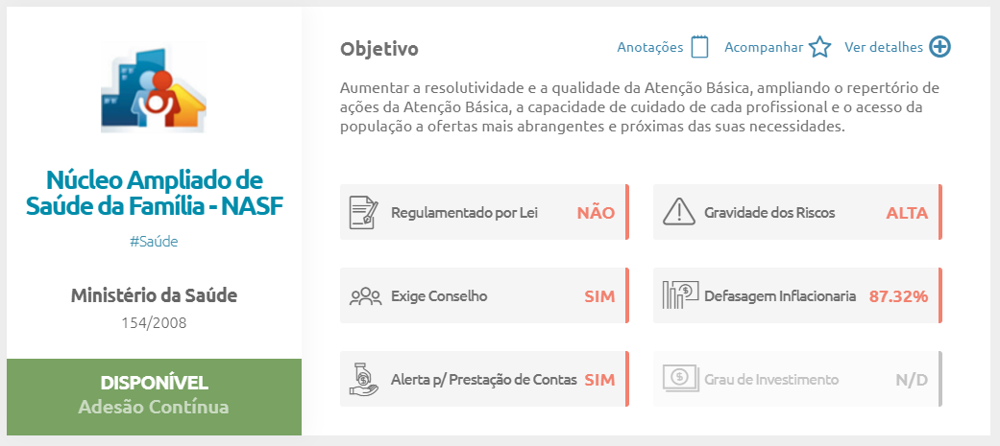 Núcleo Ampliado de
Saúde da Família - NASF
#Saúde
Ministério da Saúde
154/2008
DISPONÍVEL
Adesão Contínua
Objetivo
Anotações
Acompanhar
Ver detalhes
Aumentar a resolutividade e a qualidade da Atenção Básica, ampliando o repertório de
ações da Atenção Básica, a capacidade de cuidado de cada profissional e o acesso da
população a ofertas mais abrangentes e próximas das suas necessidades.
Regulamentado por Lei NÃO
Gravidade dos Riscos ALTA
Exige Conselho SIM
Defasagem Inflacionaria 87.32%
Alerta p/ Prestação de Contas SIM
Grau de Investimento N/D